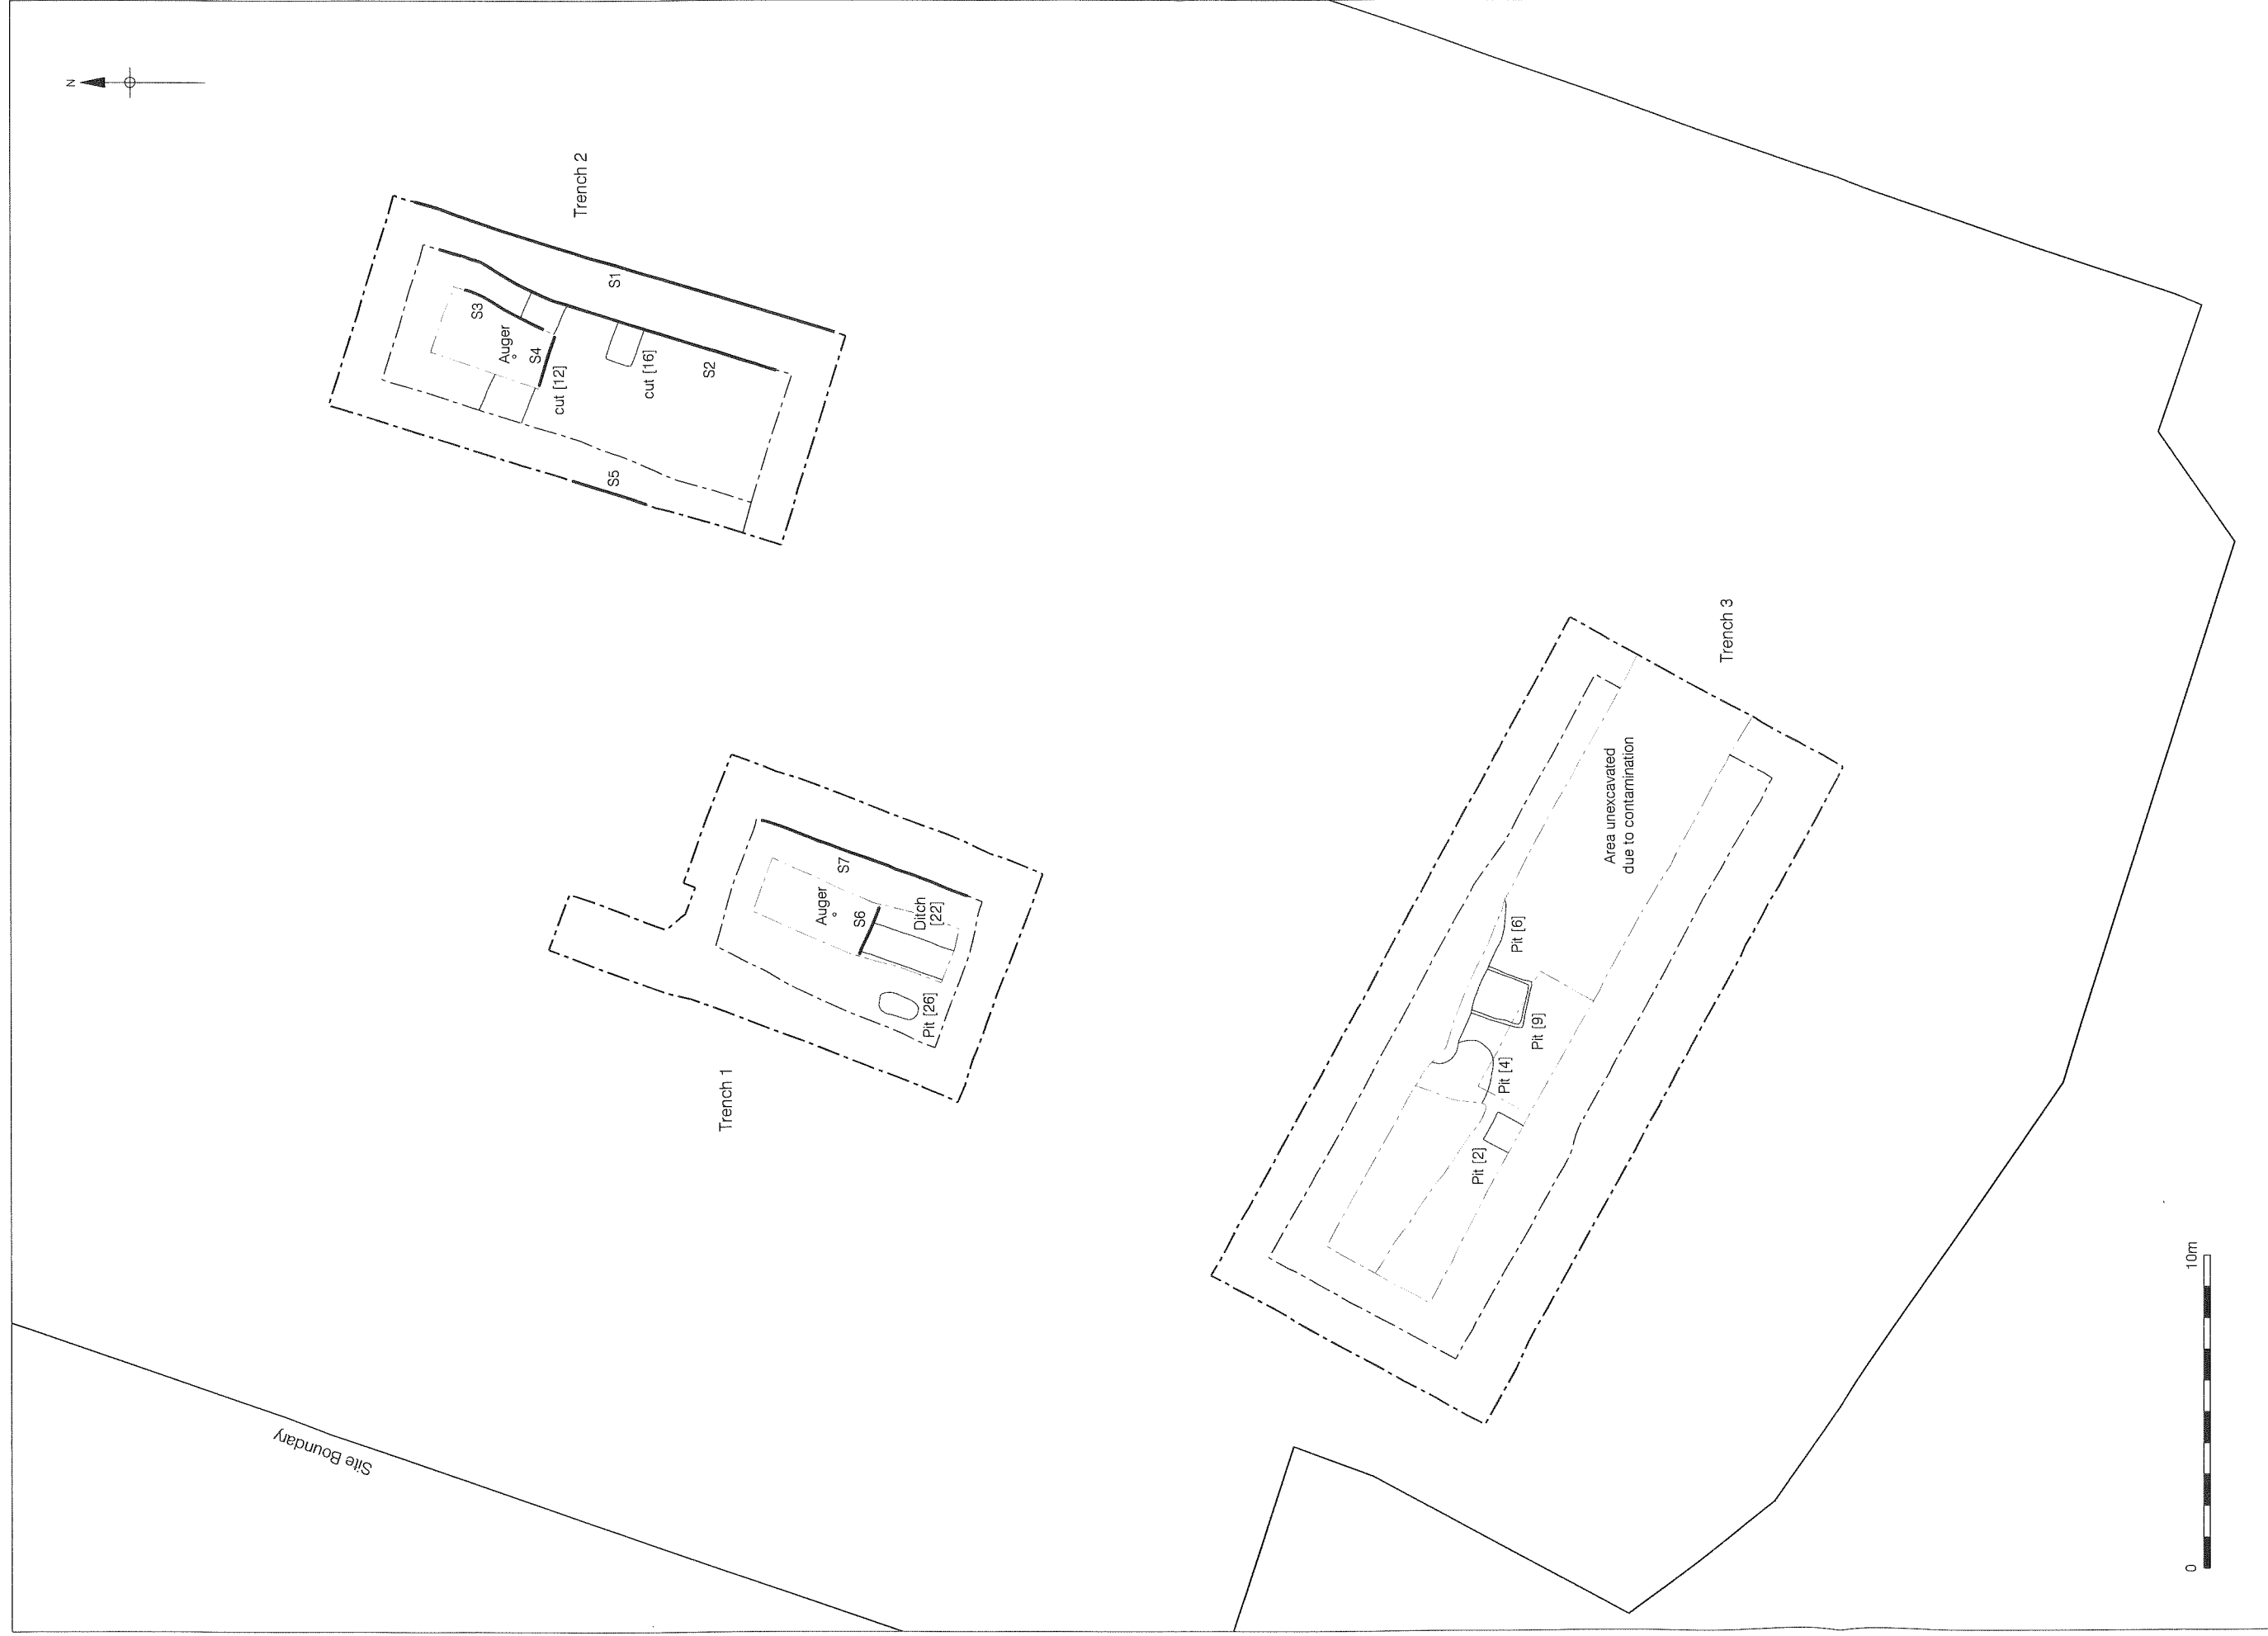 N
Trench 2
S1
S3
Auger
S4
cut [12]
cut [16]
S2
S5
Trench 1
S7
Auger
S6
Ditch
[22]
Pit [26]
Trench 3
Area unexcavated
due to contamination
Pit [6]
Pit [9]
Pit [4]
Pit [2]
Site Boundary
0
10m